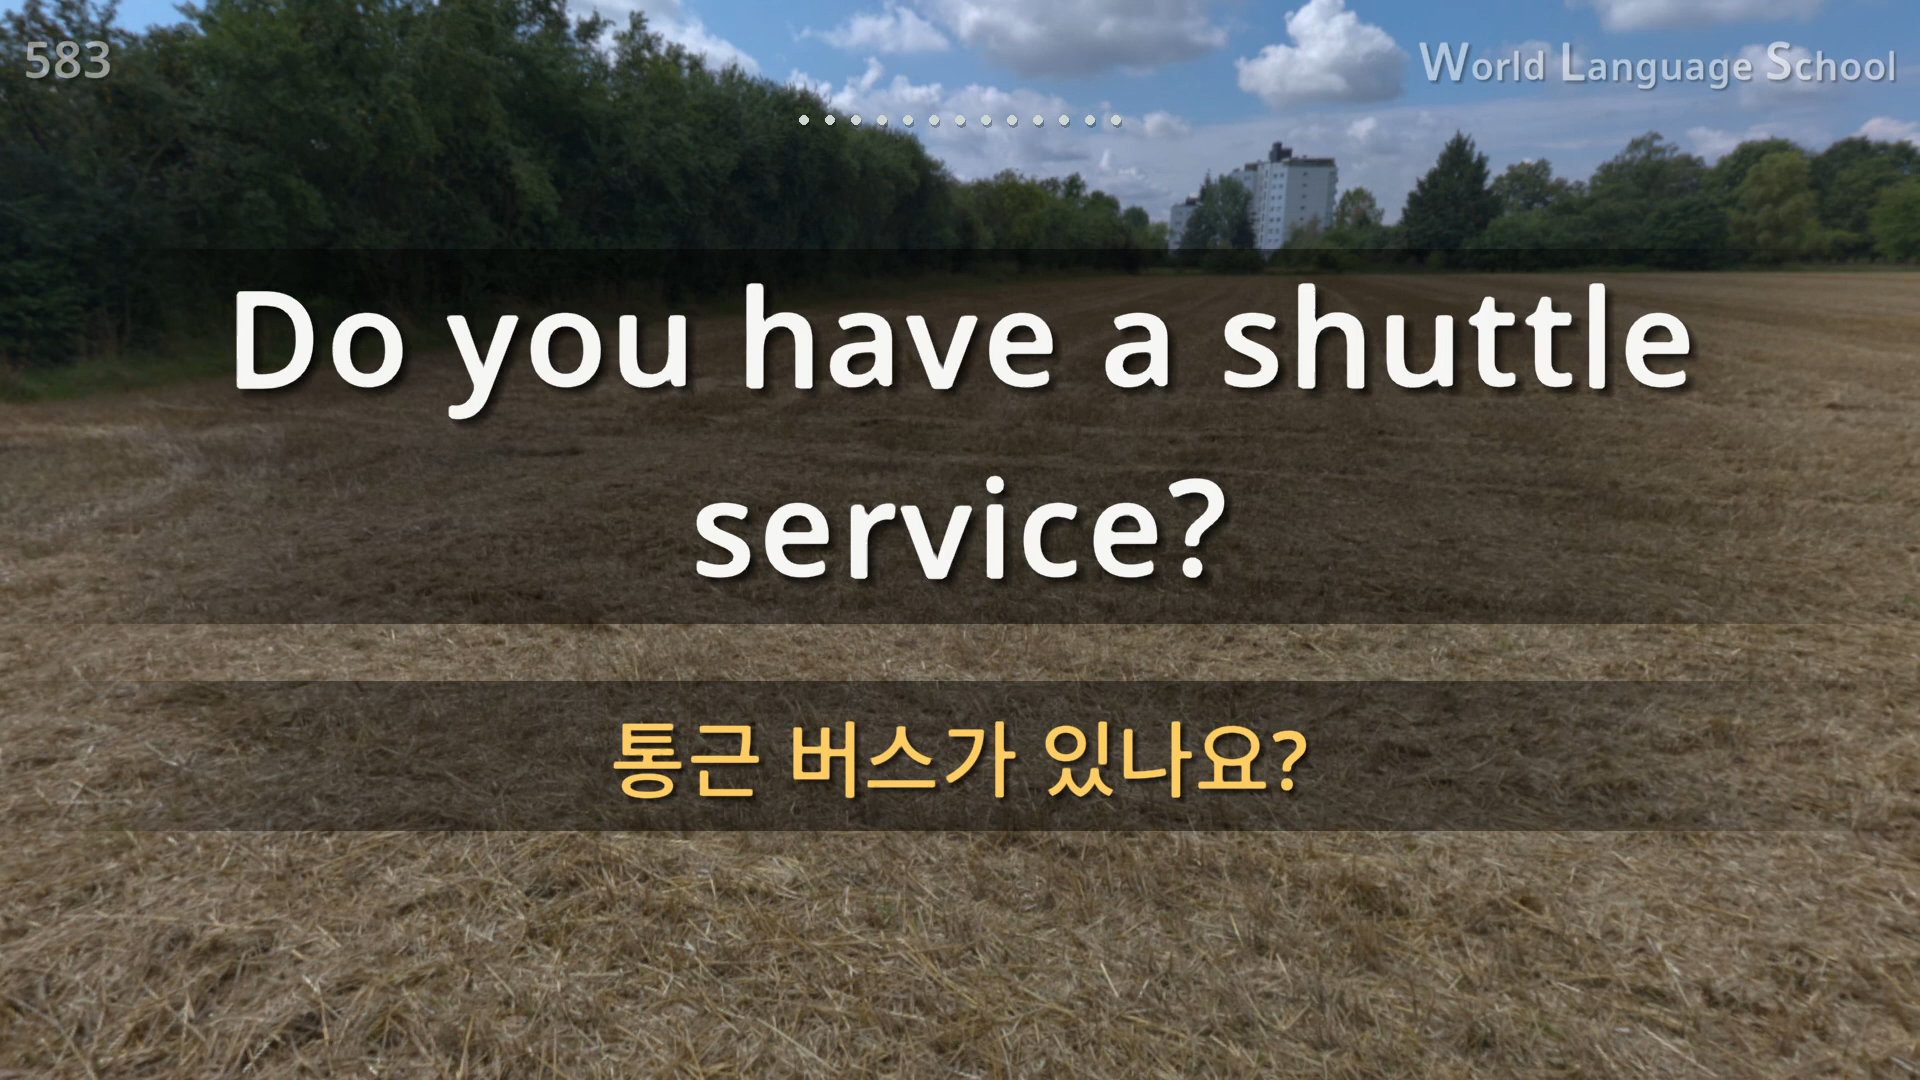 583
World Language School
Do you have a shuttle
service?
통근 버스가 있나요?